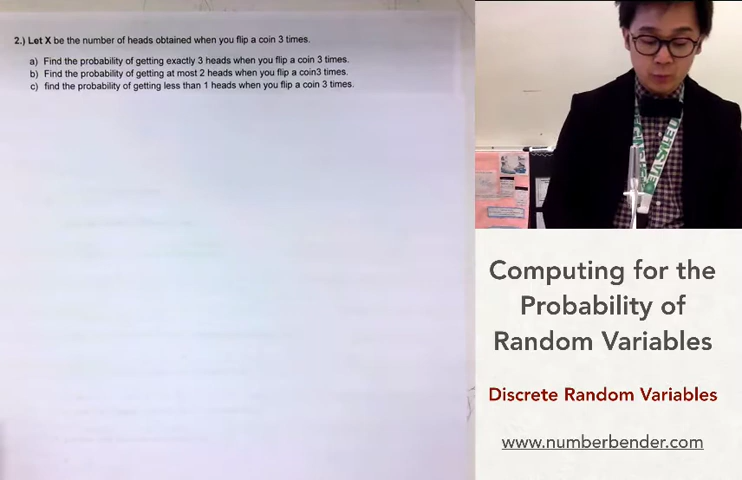 2.) Let X be the number of heads obtained when you flip a coin 3 times.
a) Find the probability of getting exactly 3 heads when you flip a coin 3 times.
b) Find the probability of getting at most 2 heads when you flip a coin3 times.
c) find the probability of getting less than 1 heads when you flip a coin 3 times.
Computing for the
Probability of
Random Variables
Discrete Random Variables
www.numberbender.com